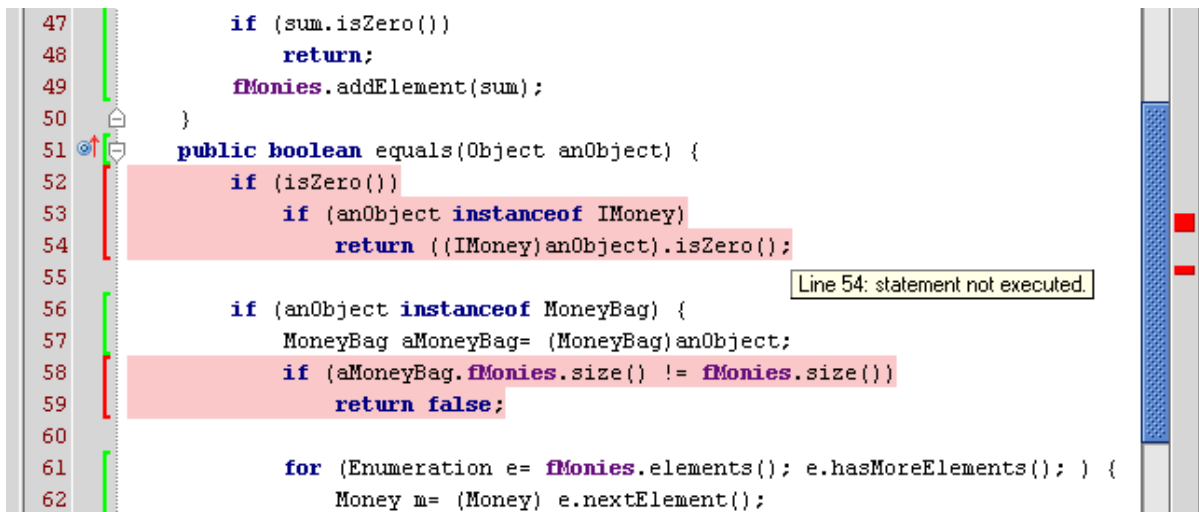 47 if (sum.isZero())
48 return;
49 fMonies.addElement(sum);
50 }
51 public boolean equals(Object anObject) {
52 if (isZero())
53 if (anObject instanceof IMoney)
54 return ((IMoney)anObject).isZero();
55
Line 54: statement not executed.
56 if (anObject instanceof MoneyBag) {
57 MoneyBag aMoneyBag= (MoneyBag)anObject;
58 if (aMoneyBag.fMonies.size() != fMonies.size())
59 return false;
60
61 for (Enumeration e= fMonies.elements(); e.hasMoreElements(); ) {
62 Money m= (Money) e.nextElement();